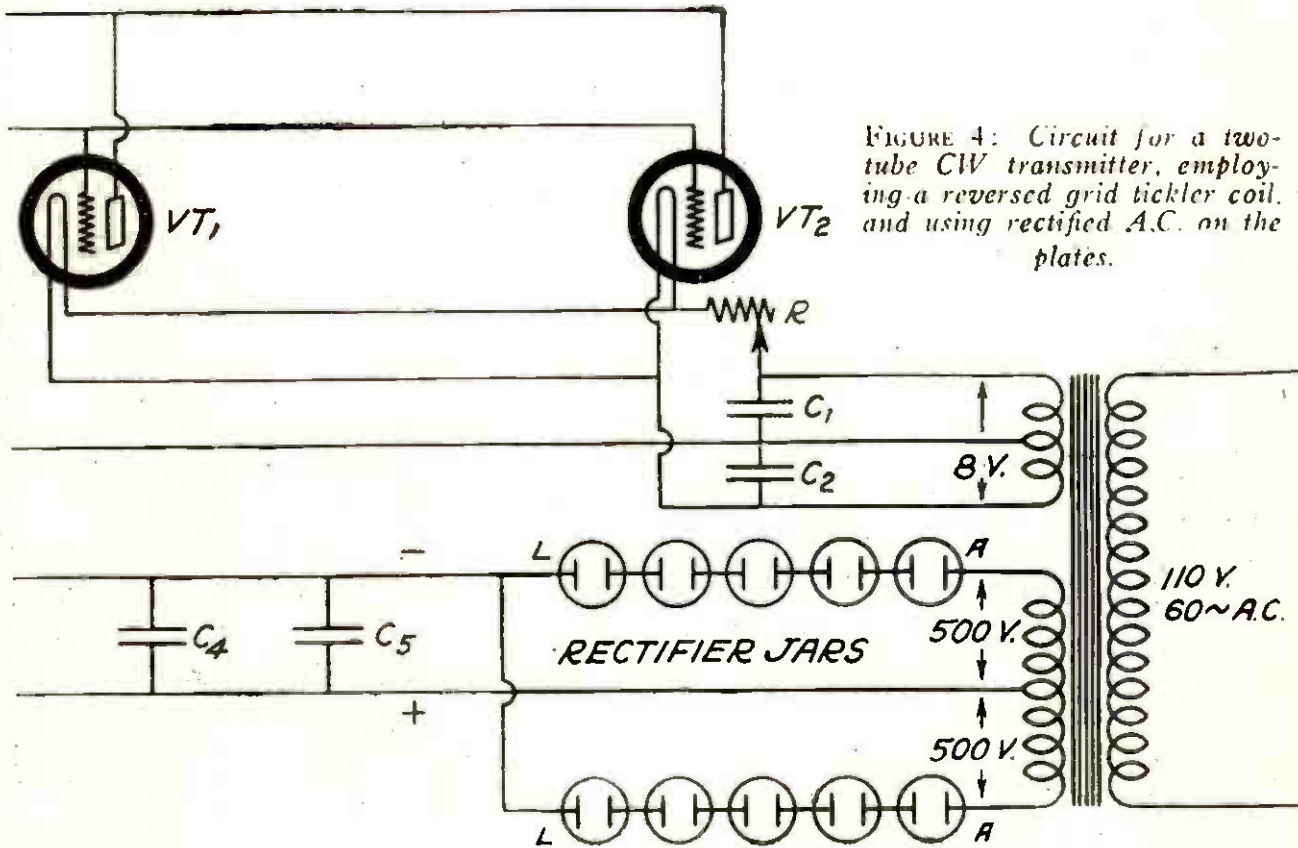 VT1
VT2
FIGURE 4: Circuit for a two-
tube CW transmitter, employ-
ing a reversed grid tickler coil,
and using rectified A.C. on the
plates.
R
C1
8 V.
C2
-
L
A
110 V.
60~ A.C.
C4
C5
500 V.
RECTIFIER JARS
+
500 V.
L
A